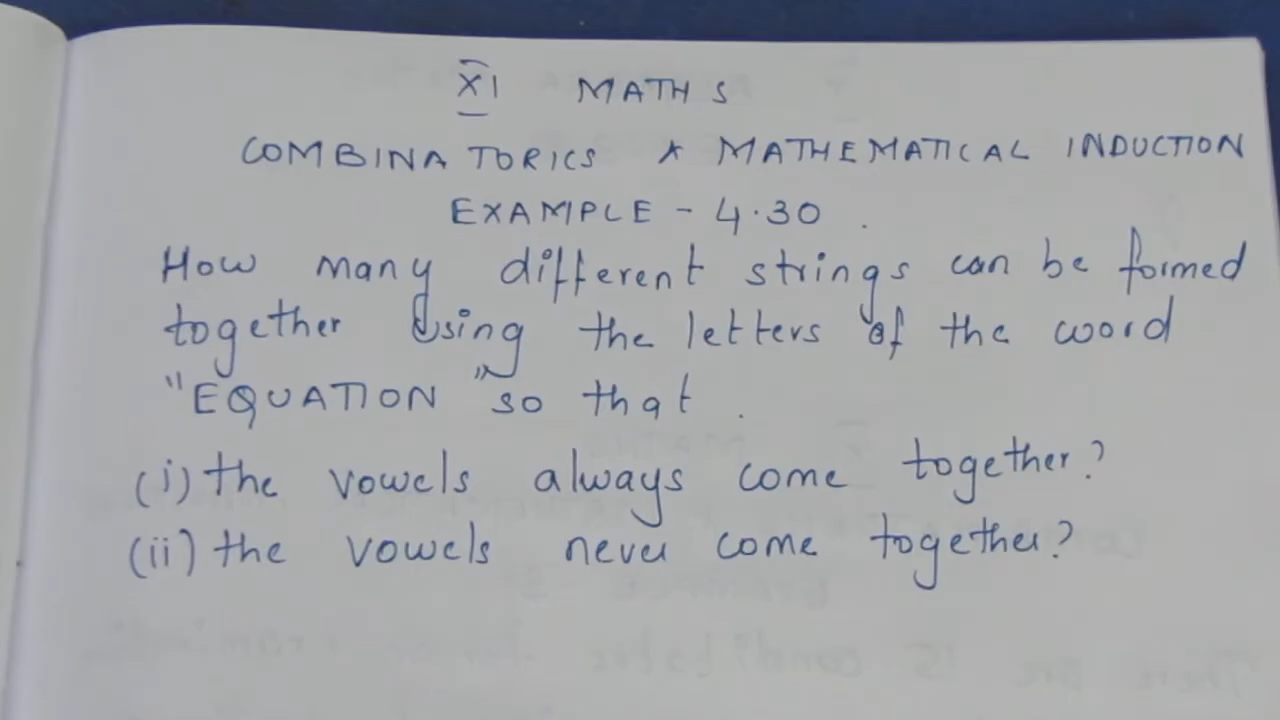 XI MATHS
COMBINATORICS * MATHEMATICAL INDUCTION
EXAMPLE - 4.30.
How many different strings can be formed
together using the letters of the word
"EQUATION" so that.
(i) the vowels always come together?
(ii) the vowels never come together?